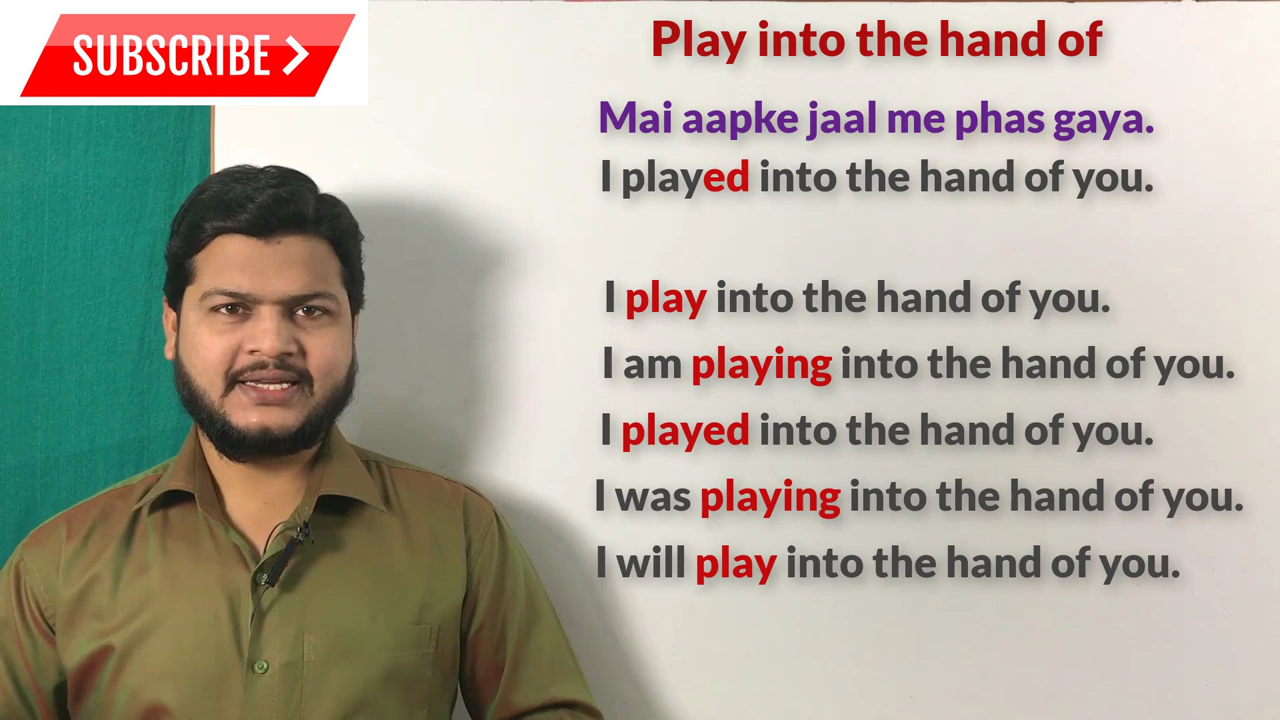 SUBSCRIBE
Play into the hand of
Mai aapke jaal me phas gaya.
I played into the hand of you.
I play into the hand of you.
I am playing into the hand of you.
I played into the hand of you.
I was playing into the hand of you.
I will play into the hand of you.